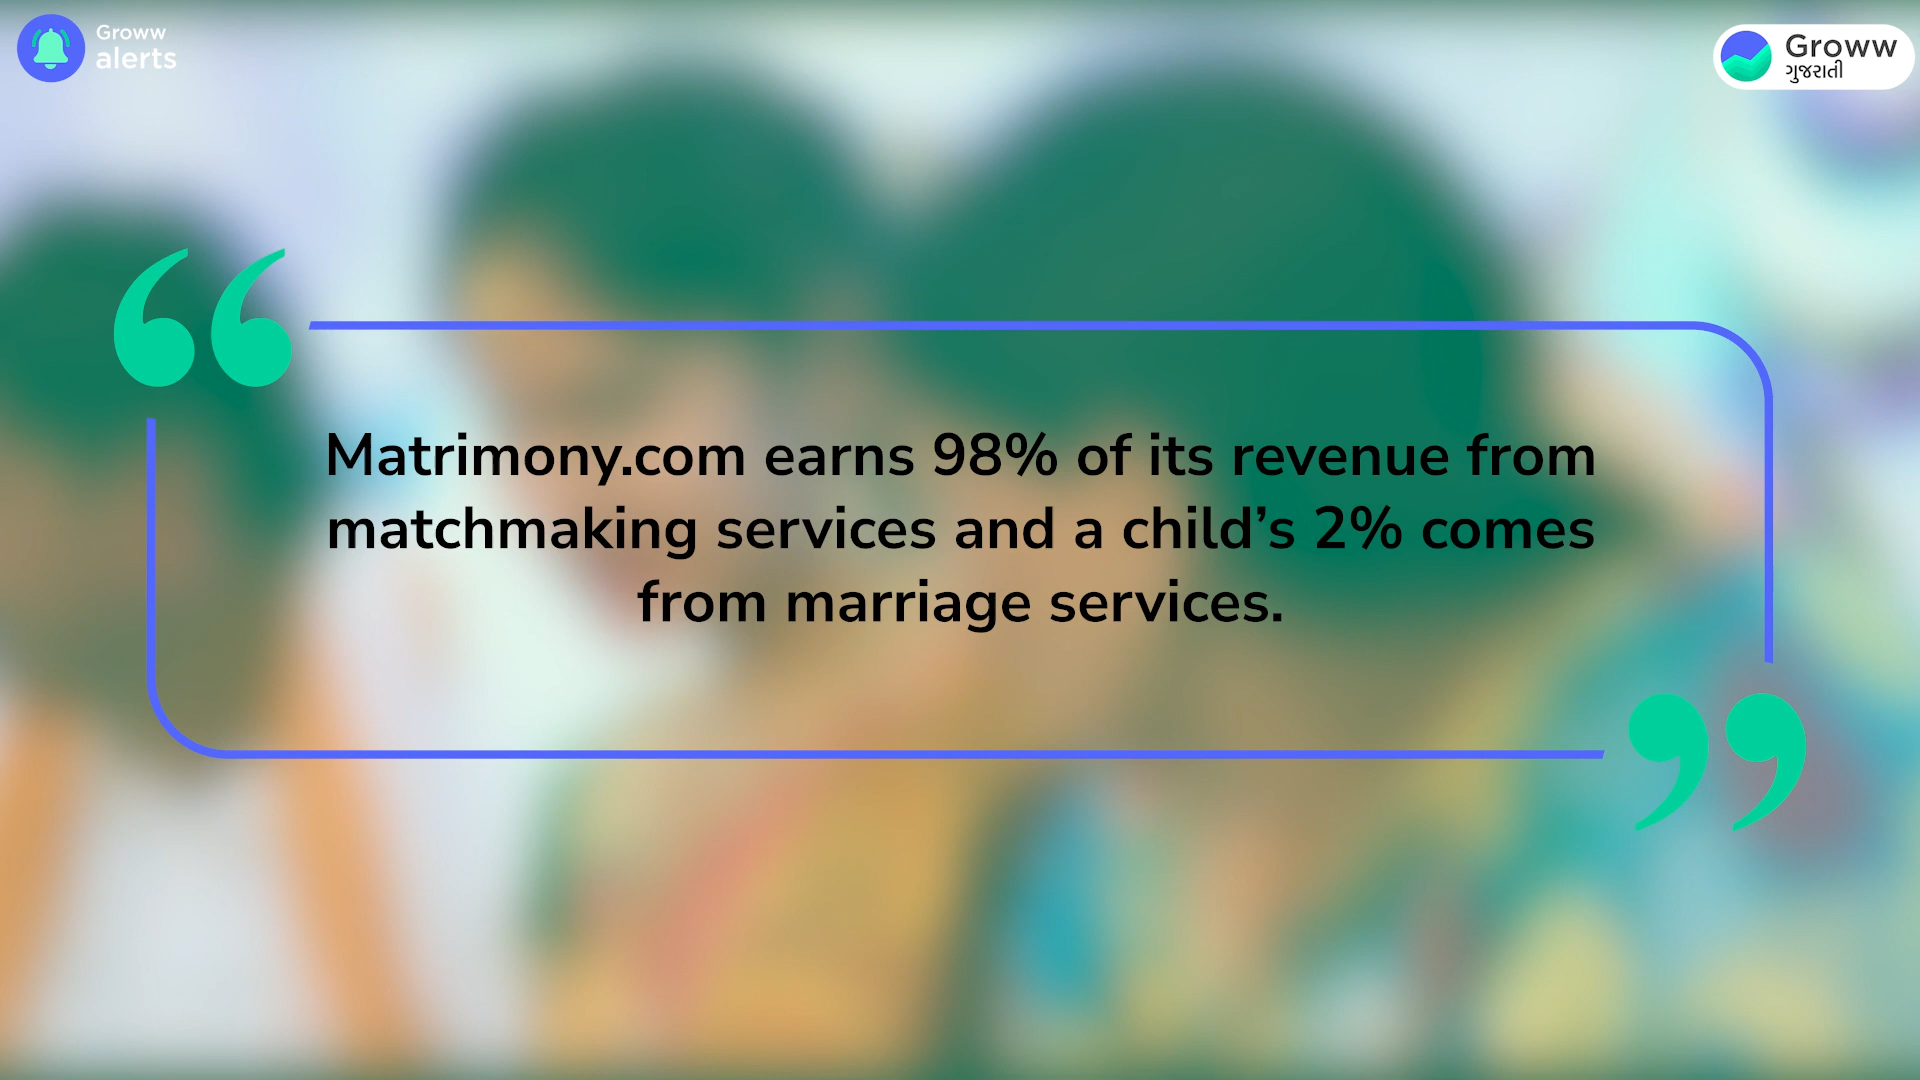 Groww
alerts
Groww
ગુજરાતી
Matrimony.com earns 98% of its revenue from
matchmaking services and a child’s 2% comes
from marriage services.